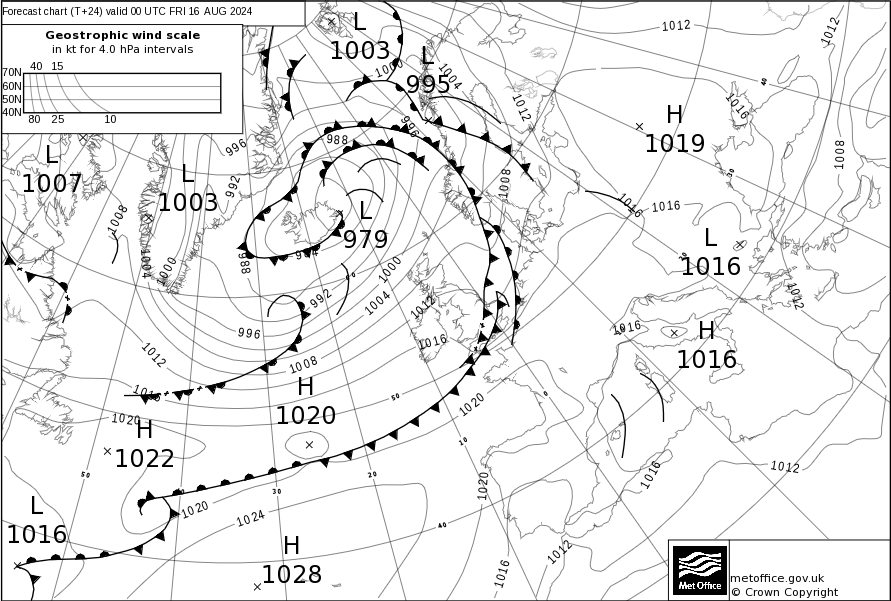 Forecast chart (T+24) valid 00 UTC FRI 16 AUG 2024
Geostrophic wind scale
in kt for 4.0 hPa intervals
40 15
70N
60N
50N
40N
80 25 10
L
1003
L
995
H
1019
L
1007
L
1003
L
979
L
1016
H
1016
H
1020
H
1022
L
1016
H
1028
1012
1012
1000
1004
1012
1016
996
996
988
1008
992
1008
1016
1016
1008
1004
1000
988
984
1000
992
1004
1012
1012
996
1016
1016
1012
1008
1016
1020
1020
1020
1016
1012
1020
1024
1012
1016
40
30
50
0
10
50
20
30
40
Met Office
metoffice.gov.uk
© Crown Copyright